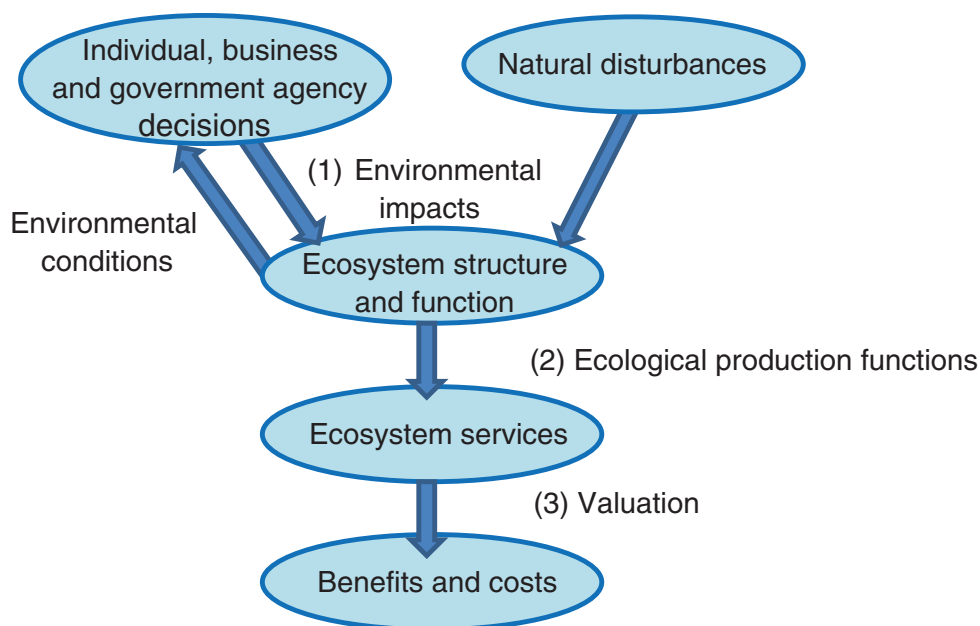 Individual, business
and government agency
decisions
Natural disturbances
(1) Environmental
impacts
Environmental
conditions
Ecosystem structure
and function
(2) Ecological production functions
Ecosystem services
(3) Valuation
Benefits and costs